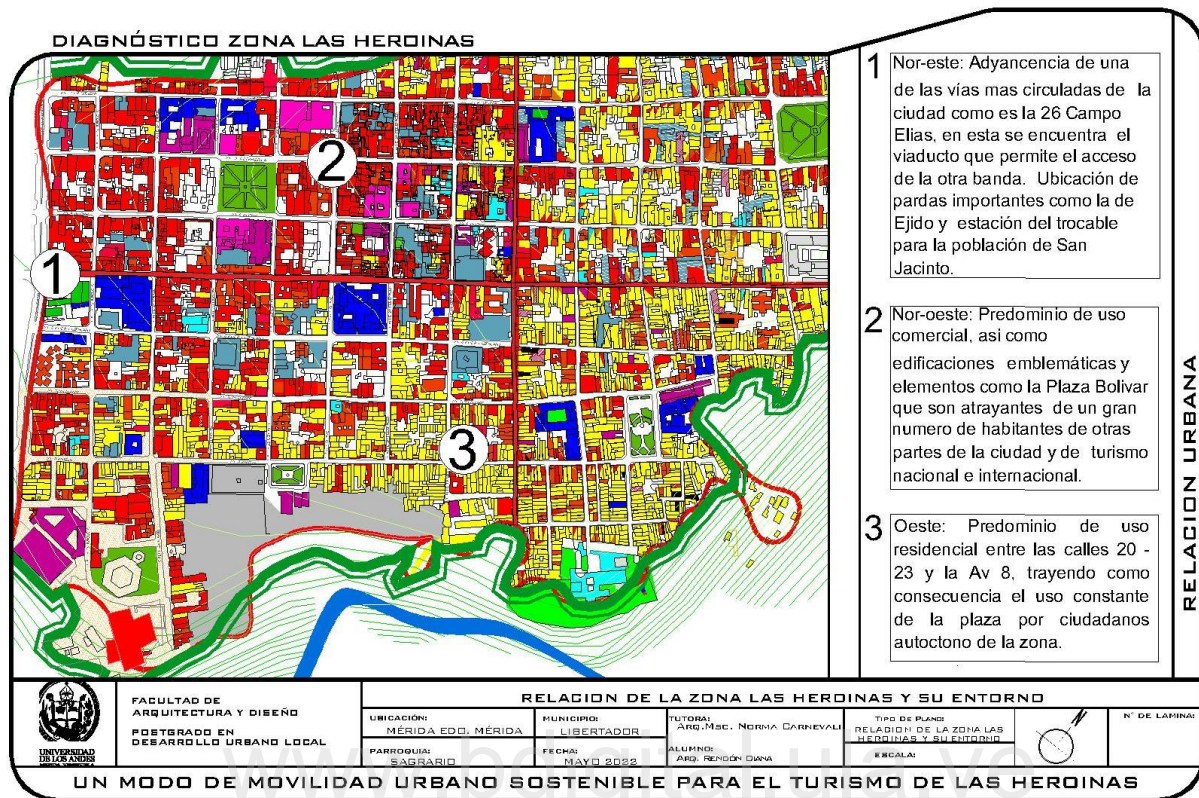 DIAGNÓSTICO ZONA LAS HEROINAS
1
2
3
1
Nor-este: Adyancencia de una
de las vías mas circuladas de la
ciudad como es la 26 Campo
Elias, en esta se encuentra el
viaducto que permite el acceso
de la otra banda. Ubicación de
pardas importantes como la de
Ejido y estación del trocable
para la población de San
Jacinto.
2
Nor-oeste: Predominio de uso
comercial, asi como
edificaciones emblemáticas y
elementos como la Plaza Bolivar
que son atrayantes de un gran
numero de habitantes de otras
partes de la ciudad y de turismo
nacional e internacional.
3
Oeste: Predominio de uso
residencial entre las calles 20 -
23 y la Av 8, trayendo como
consecuencia el uso constante
de la plaza por ciudadanos
autoctono de la zona.
RELACION URBANA
UNIVERSIDAD
DE LOS ANDES
FACULTAD DE
ARQUITECTURA Y DISEÑO
POSTGRADO EN
DESARROLLO URBANO LOCAL
RELACION DE LA ZONA LAS HEROINAS Y SU ENTORNO
UBICACIÓN:
MÉRIDA EDO. MÉRIDA
MUNICIPIO:
LIBERTADOR
TUTORA:
ARQ.MSC. NORMA CARNEVALI
TIPO DE PLANO:
RELACION DE LA ZONA LAS
HEROINAS Y SU ENTORNO
N
N° DE LAMINA:
PARROQUIA:
SAGRARIO
FECHA:
MAYO 2022
ALUMNO:
ARQ. RENDÓN DIANA
ESCALA:
www.bdigital.ula.ve
UN MODO DE MOVILIDAD URBANO SOSTENIBLE PARA EL TURISMO DE LAS HEROINAS